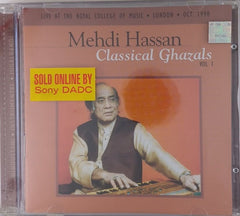 LIVE AT THE ROYAL COLLEGE OF MUSIC • LONDON • OCT 1990
Mehdi Hassan
Classical Ghazals
VOL 1
SOLD ONLINE BY
Sony DADC